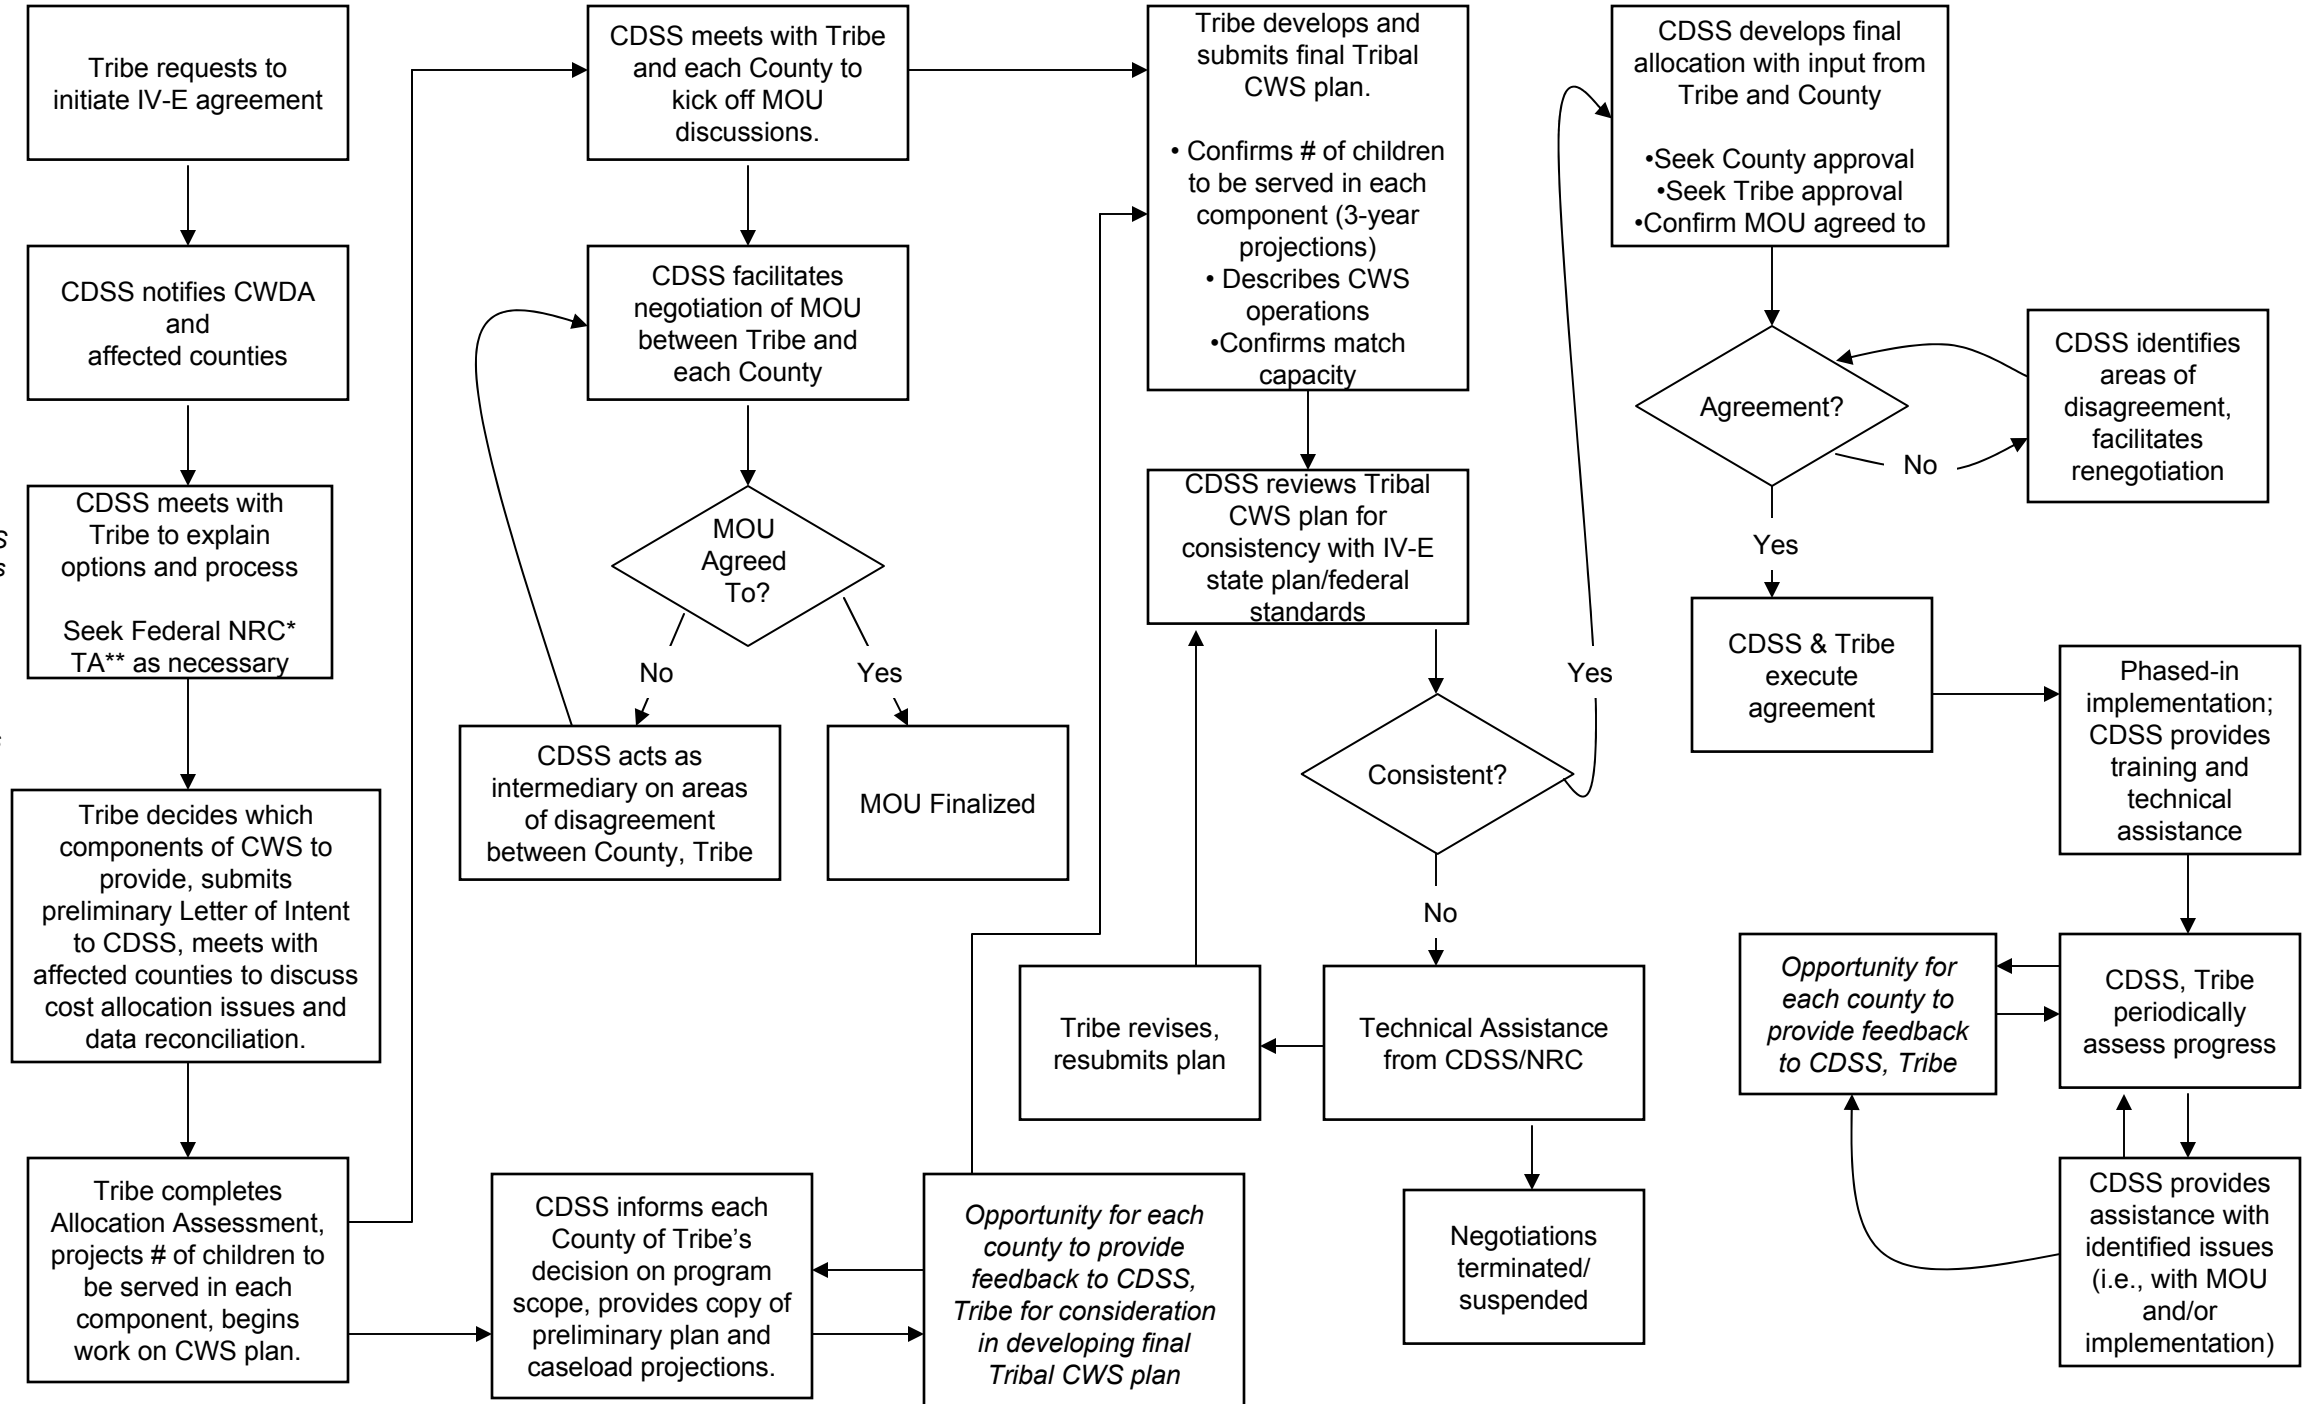 Tribe requests to
initiate IV-E agreement
CDSS notifies CWDA
and
affected counties
CDSS meets with
Tribe to explain
options and process
Seek Federal NRC*
TA** as necessary
Tribe decides which
components of CWS to
provide, submits
preliminary Letter of Intent
to CDSS, meets with
affected counties to discuss
cost allocation issues and
data reconciliation.
Tribe completes
Allocation Assessment,
projects # of children to
be served in each
component, begins
work on CWS plan.
CDSS meets with Tribe
and each County to
kick off MOU
discussions.
CDSS facilitates
negotiation of MOU
between Tribe and
each County
MOU
Agreed
To?
No
Yes
CDSS acts as
intermediary on areas
of disagreement
between County, Tribe
MOU Finalized
CDSS informs each
County of Tribe's
decision on program
scope, provides copy of
preliminary plan and
caseload projections.
Opportunity for each
county to provide
feedback to CDSS,
Tribe for consideration
in developing final
Tribal CWS plan
Tribe develops and
submits final Tribal
CWS plan.
• Confirms # of children
to be served in each
component (3-year
projections)
• Describes CWS
operations
•Confirms match
capacity
CDSS reviews Tribal
CWS plan for
consistency with IV-E
state plan/federal
standards
Consistent?
Yes
No
Tribe revises,
resubmits plan
Technical Assistance
from CDSS/NRC
Negotiations
terminated/
suspended
CDSS develops final
allocation with input from
Tribe and County
•Seek County approval
•Seek Tribe approval
•Confirm MOU agreed to
Agreement?
No
CDSS identifies
areas of
disagreement,
facilitates
renegotiation
Yes
CDSS & Tribe
execute
agreement
Phased-in
implementation;
CDSS provides
training and
technical
assistance
Opportunity for
each county to
provide feedback
to CDSS, Tribe
CDSS, Tribe
periodically
assess progress
CDSS provides
assistance with
identified issues
(i.e., with MOU
and/or
implementation)